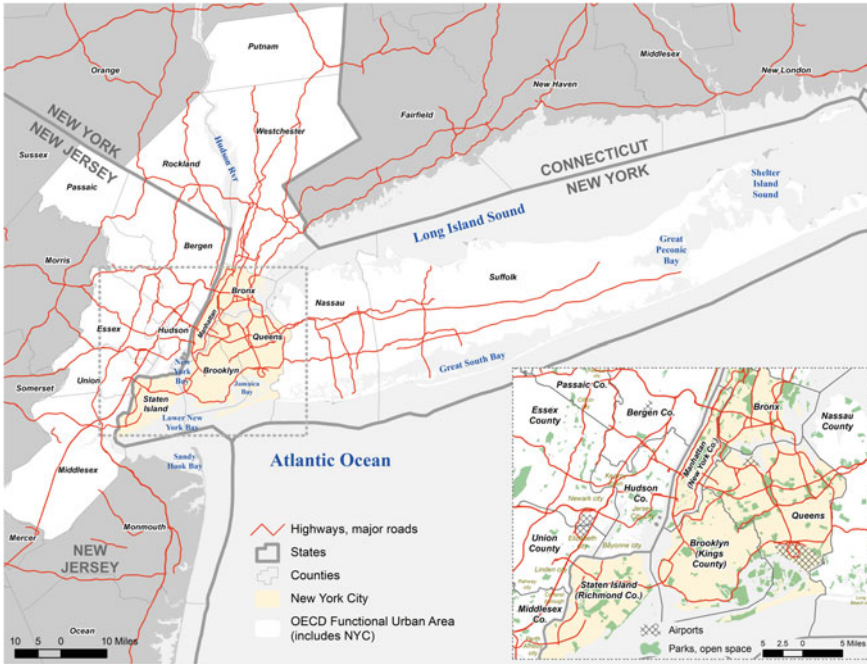 Putnam
Orange
Middlesex
New London
New Haven
Fairfield
Westchester
Hudson Rvr
NEW YORK
NEW JERSEY
Rockland
Sussex
Passaic
CONNECTICUT
NEW YORK
Shelter
Island
Sound
Long Island Sound
Great
Peconic
Bay
Bergen
Morris
Suffolk
Bronx
Nassau
Essex
Hudson
Manhattan
Queens
New
York
Bay
Brooklyn
Jamaica
Bay
Great South Bay
Somerset
Union
Staten
Island
Lower New
York Bay
Sandy
Hook Bay
Atlantic Ocean
Middlesex
Mercer
Monmouth
NEW
JERSEY
Ocean
10 5 0 10 Miles
Highways, major roads
States
Counties
New York City
OECD Functional Urban Area
(includes NYC)
Passaic Co.
Essex
County
Bergen Co.
Bronx
Nassau
County
Manhattan
(New York Co.)
Hudson
Co.
Newark city
Queens
Union
County
Bayonne city
Brooklyn
(Kings
County)
Linden city
Staten Island
(Richmond Co.)
Middlesex
Co.
Airports
Parks, open space
5 2.5 0 5 Miles